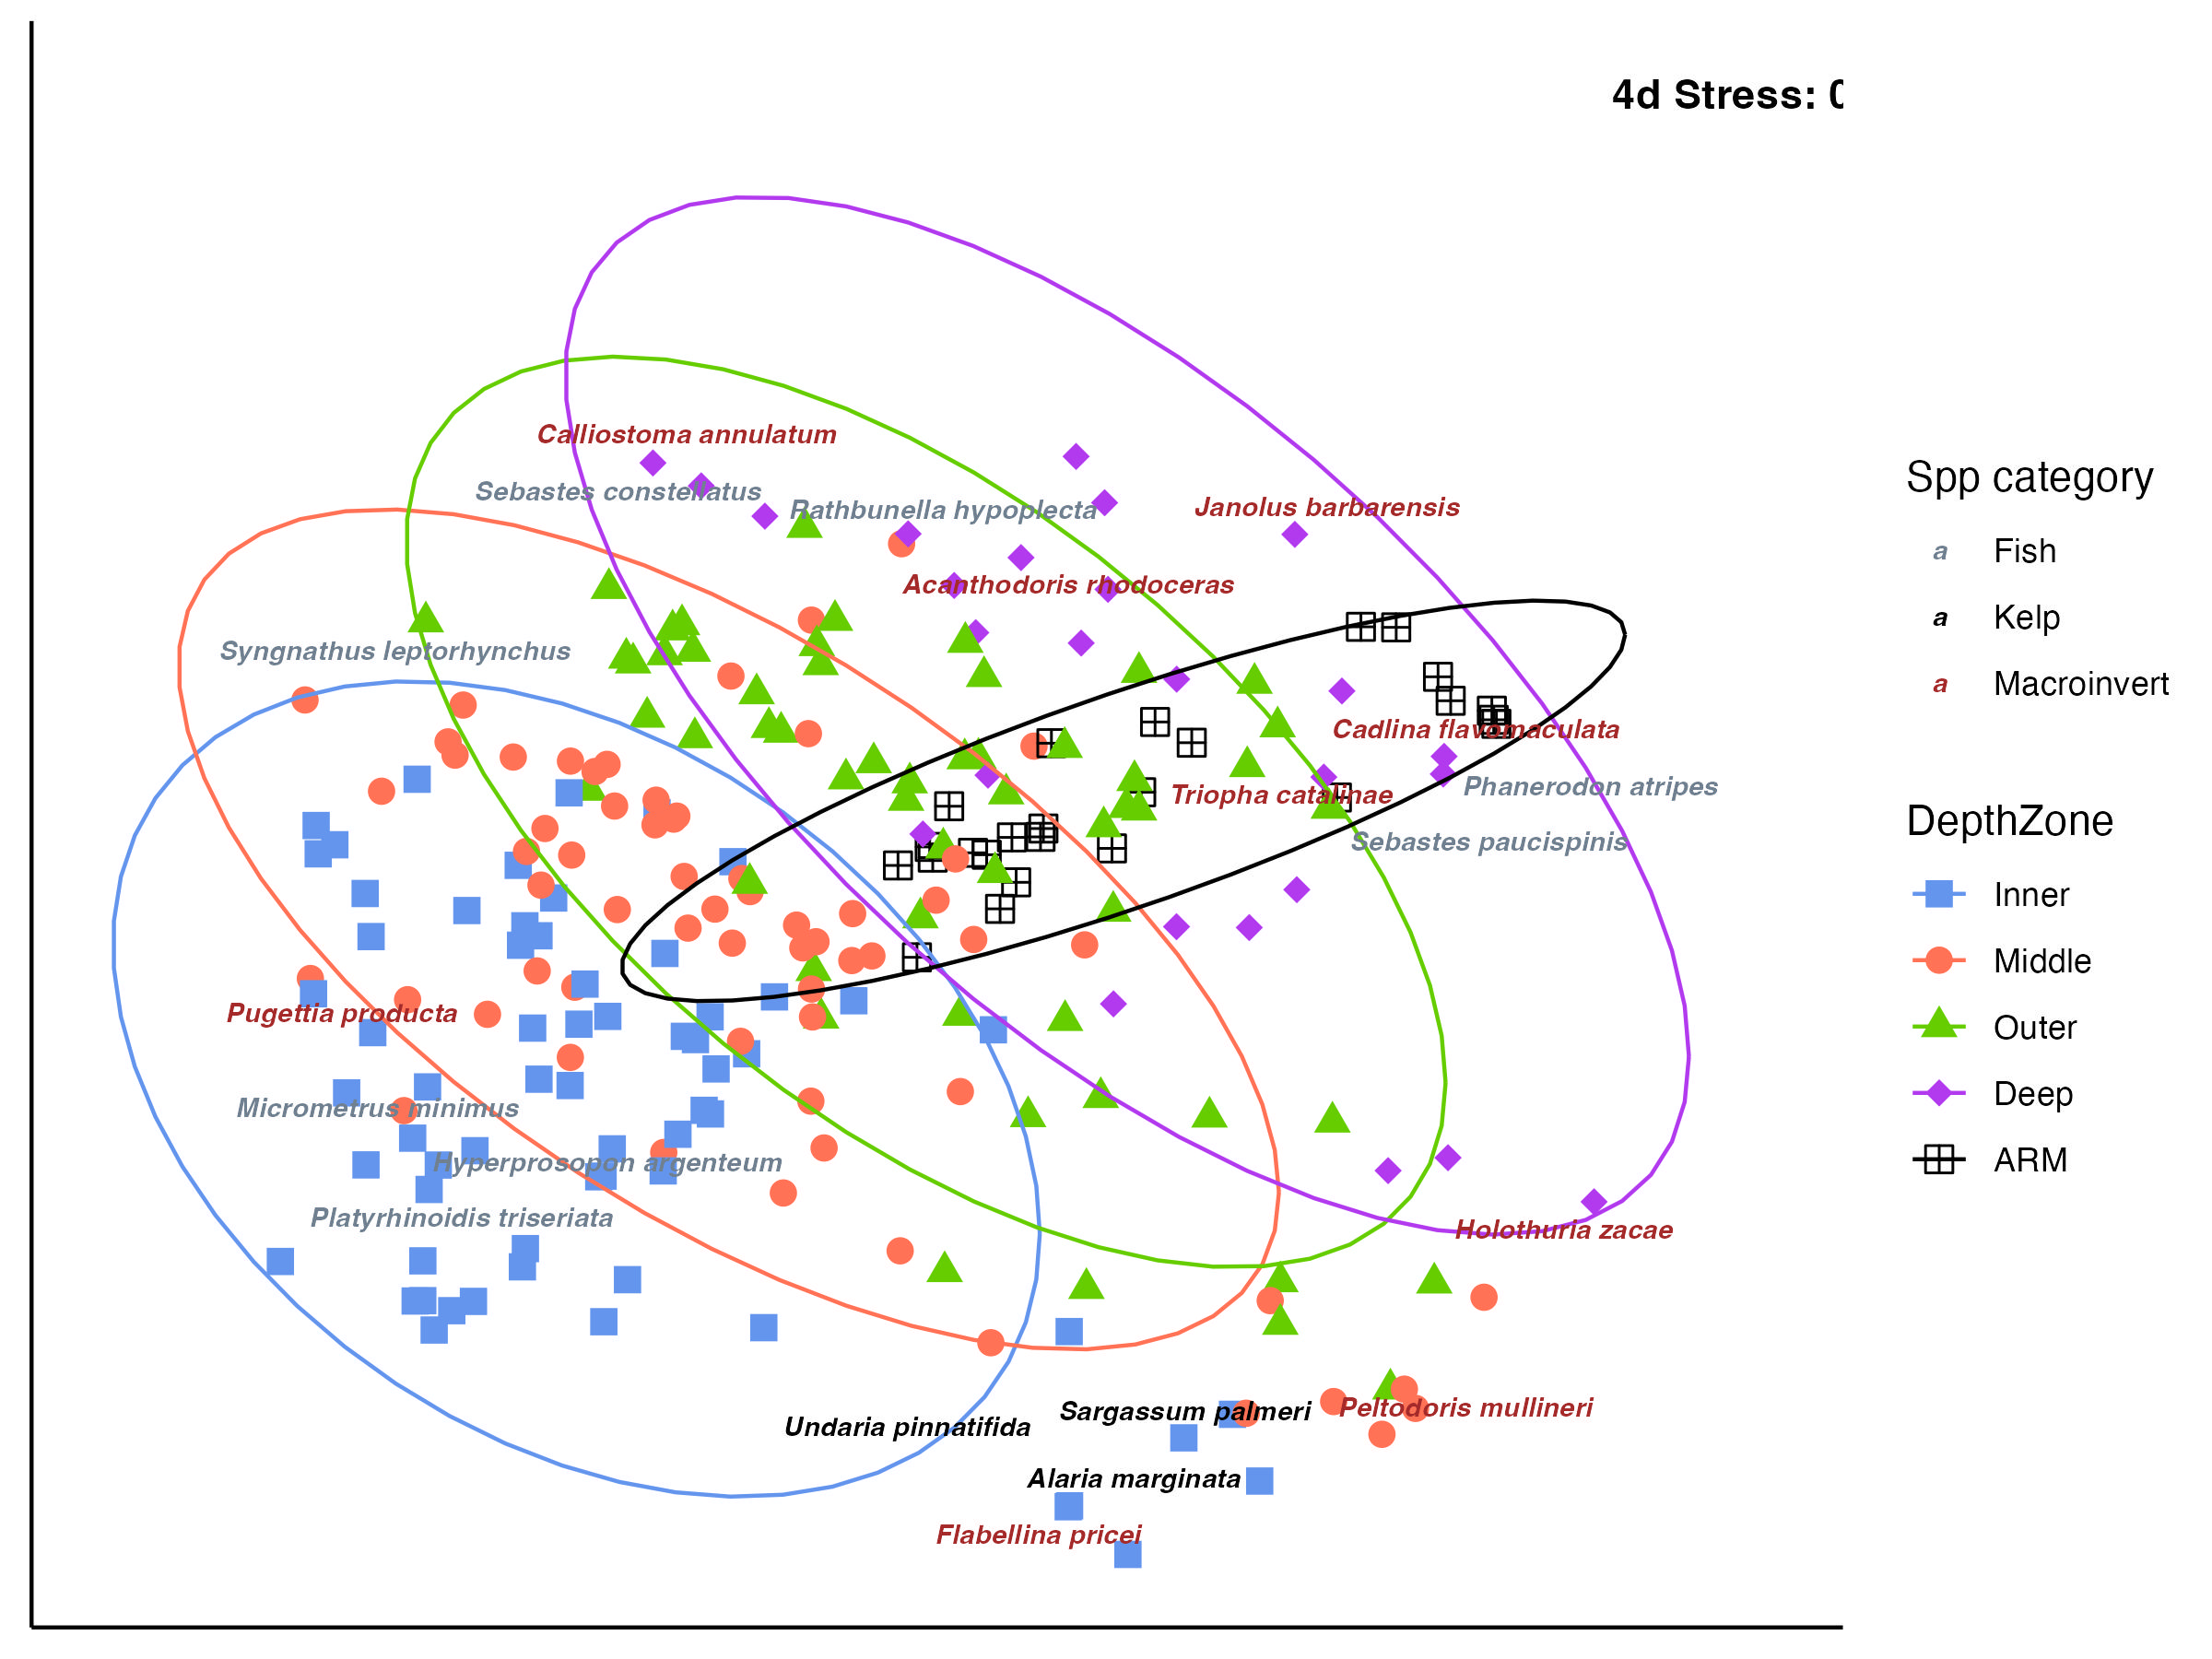 4d Stress: 0
Calliostoma annulatum
Sebastes constellatus
Rathbunella hypoplecta
Janolus barbarensis
Acanthodoris rhodoceras
Syngnathus leptorhynchus
Cadlina flavomaculata
Phanerodon atripes
Triopha catalinae
Sebastes paucispinis
Pugettia producta
Micrometrus minimus
Hyperprosopon argenteum
Platyrhinoidis triseriata
Holothuria zacae
Peltodoris mullineri
Sargassum palmeri
Undaria pinnatifida
Alaria marginata
Flabellina pricei
Spp category
a Fish
a Kelp
a Macroinvert
DepthZone
Inner
Middle
Outer
Deep
ARM